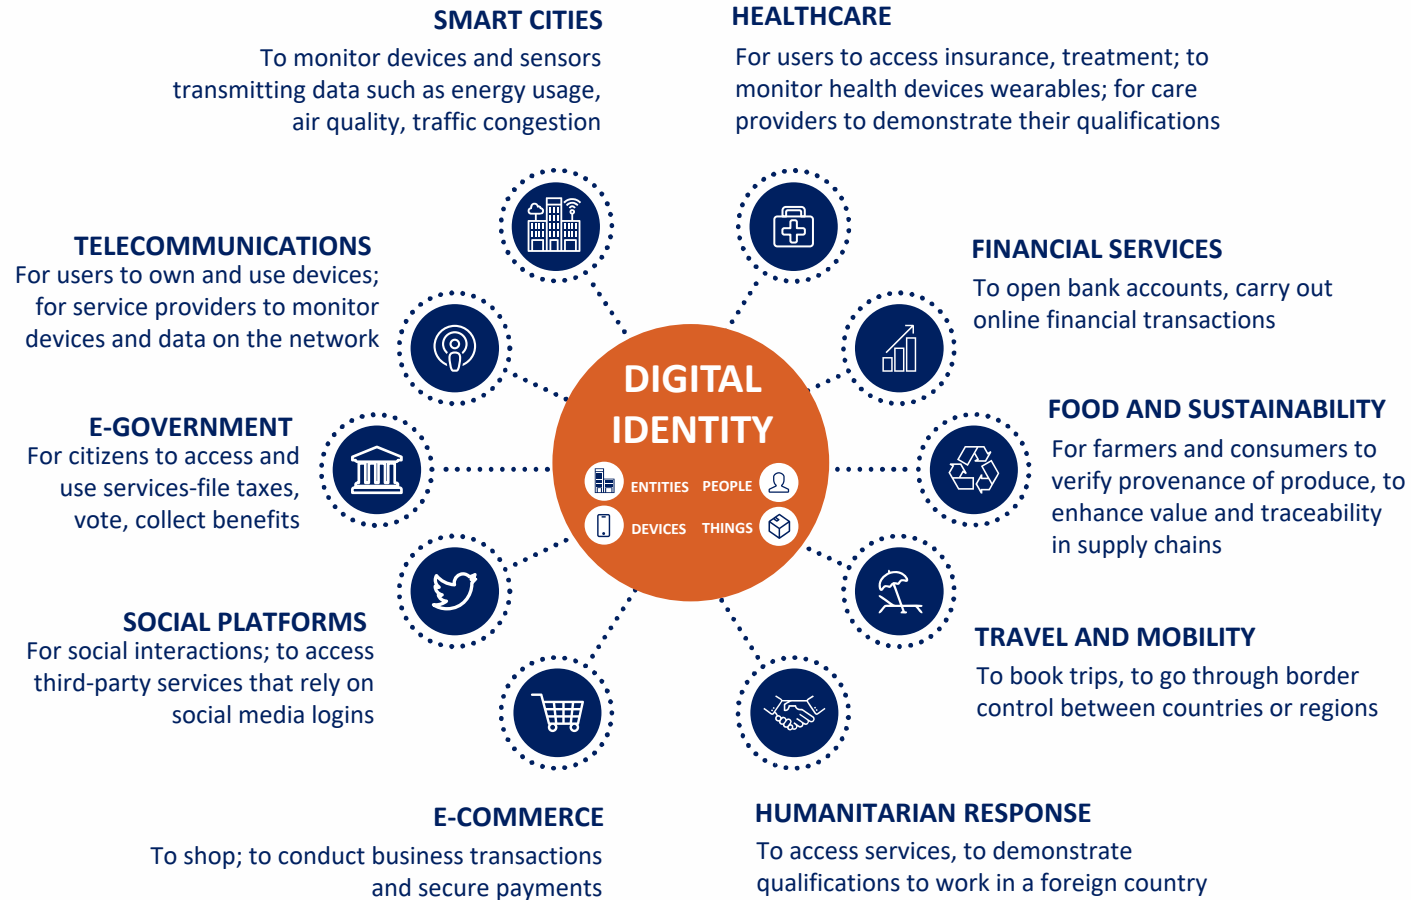 SMART CITIES
To monitor devices and sensors
transmitting data such as energy usage,
air quality, traffic congestion
HEALTHCARE
For users to access insurance, treatment; to
monitor health devices wearables; for care
providers to demonstrate their qualifications
TELECOMMUNICATIONS
For users to own and use devices;
for service providers to monitor
devices and data on the network
FINANCIAL SERVICES
To open bank accounts, carry out
online financial transactions
E-GOVERNMENT
For citizens to access and
use services-file taxes,
vote, collect benefits
DIGITAL
IDENTITY
ENTITIES PEOPLE
DEVICES THINGS
FOOD AND SUSTAINABILITY
For farmers and consumers to
verify provenance of produce, to
enhance value and traceability
in supply chains
SOCIAL PLATFORMS
For social interactions; to access
third-party services that rely on
social media logins
TRAVEL AND MOBILITY
To book trips, to go through border
control between countries or regions
E-COMMERCE
To shop; to conduct business transactions
and secure payments
HUMANITARIAN RESPONSE
To access services, to demonstrate
qualifications to work in a foreign country